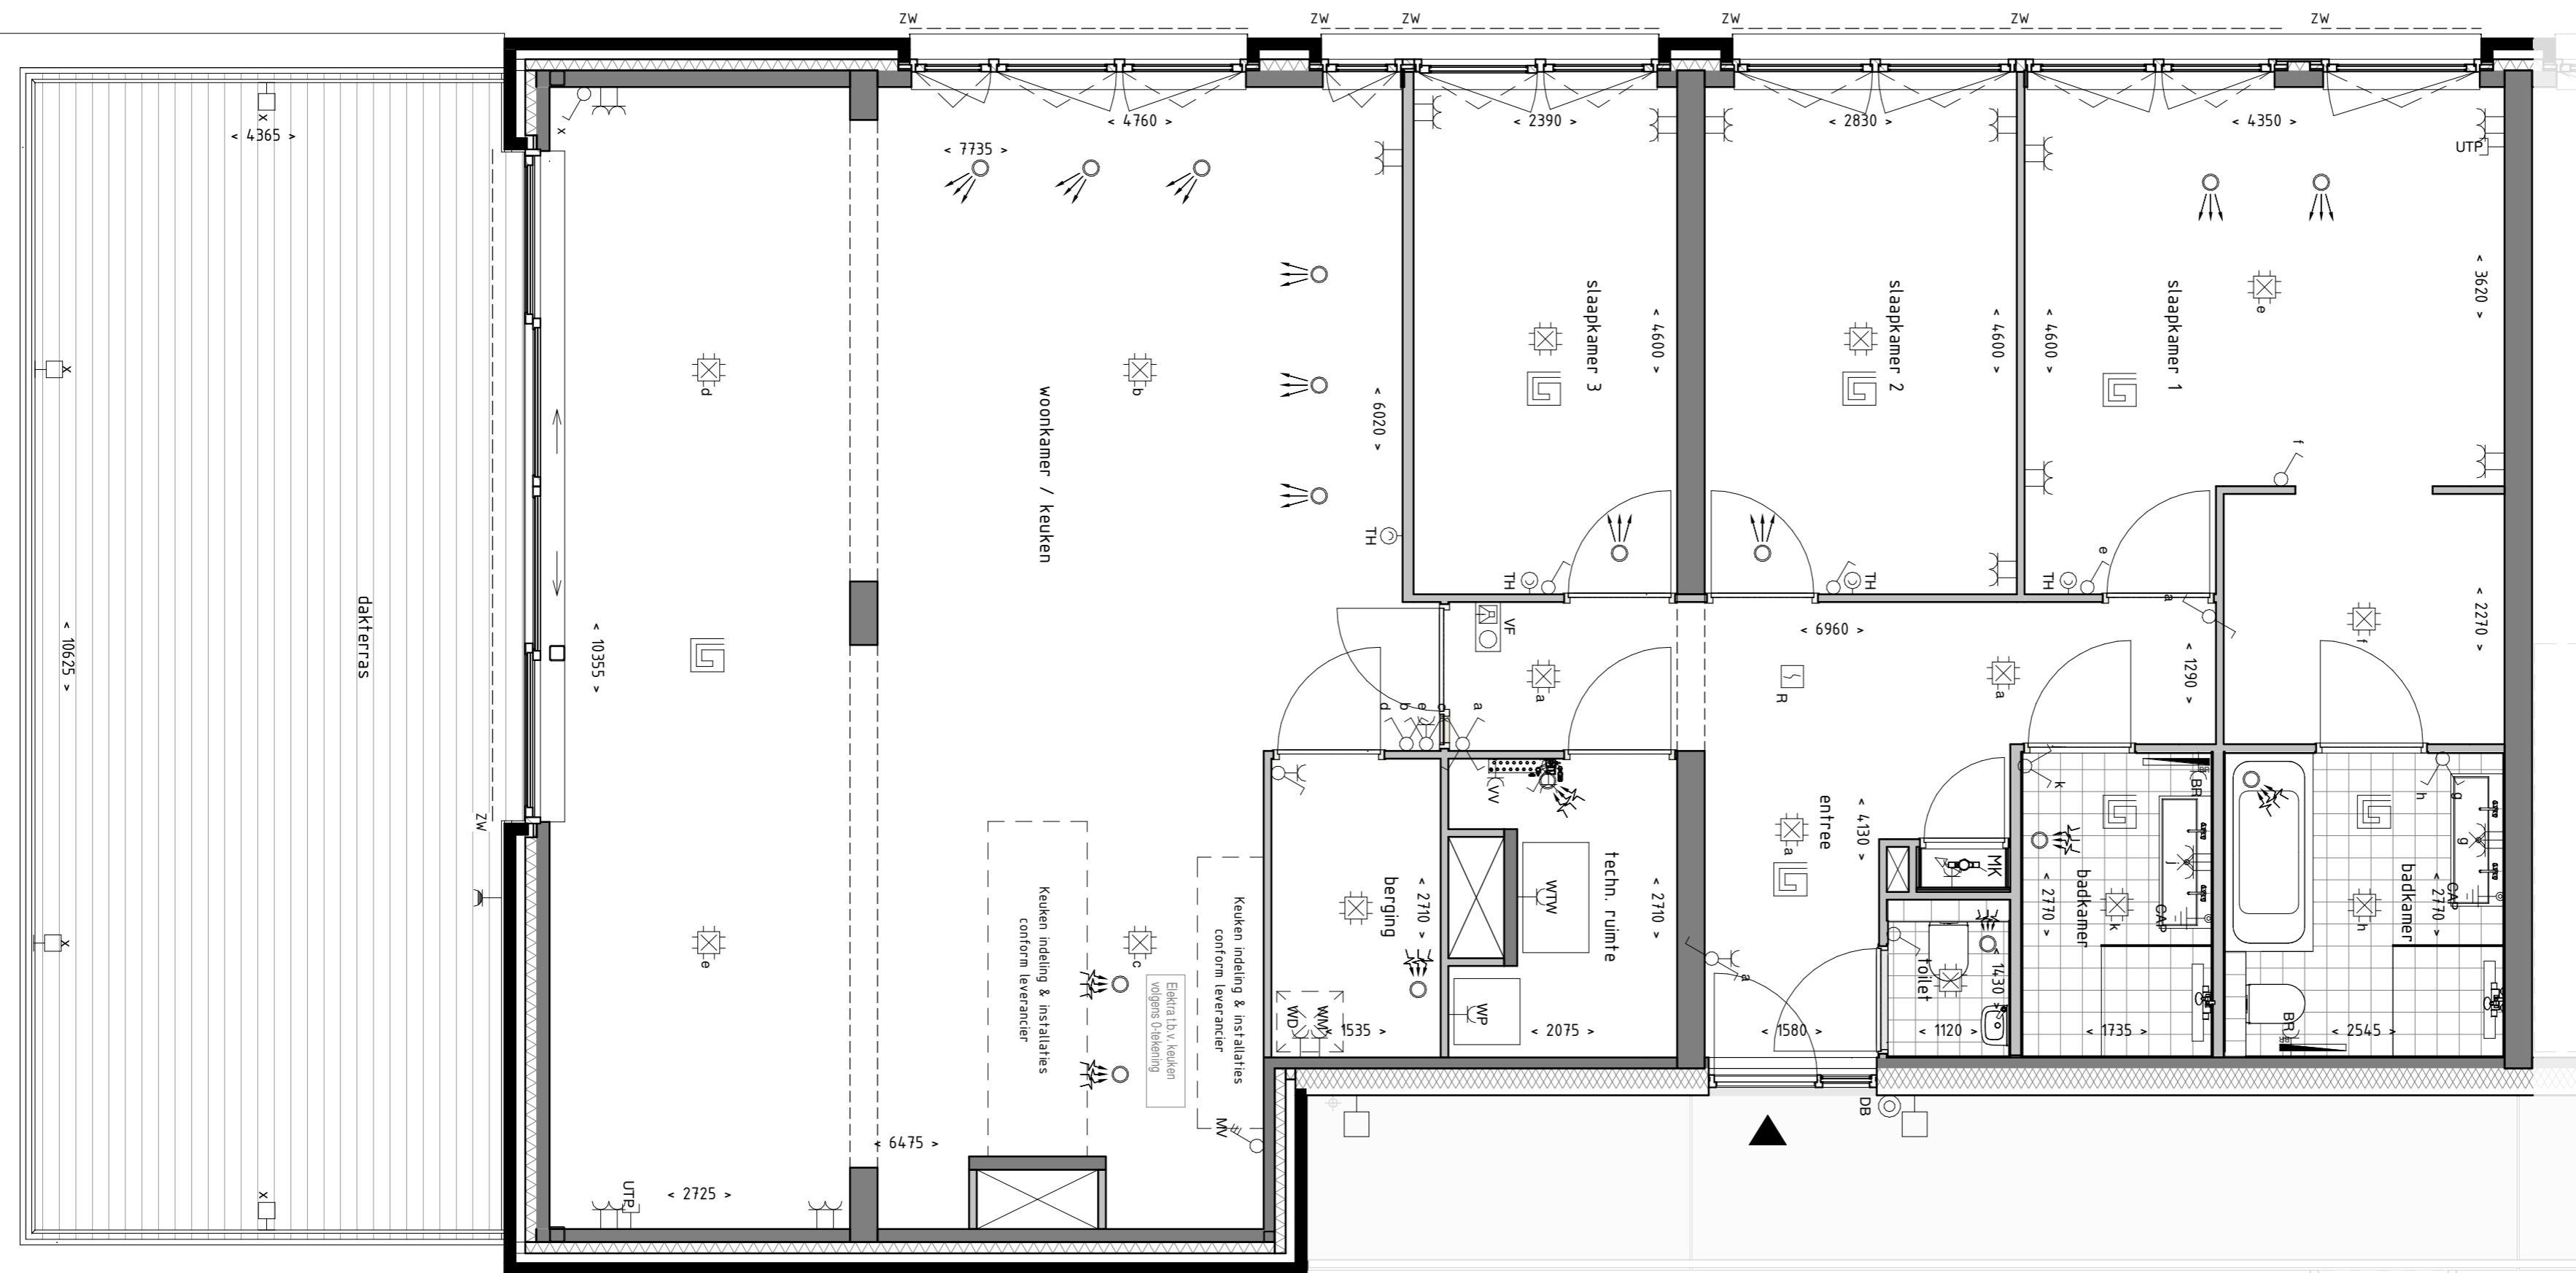 ZW
ZW
ZW
ZW
ZW
ZW
x
< 4365 >
x
x
< 10625 >
dakterras
x
x
ZW
x
< 7735 >
< 4760 >
d
b
woonkamer / keuken
< 6020 >
TH
< 10355 >
e
c
Keuken indeling & installaties
conform leverancier
Keuken indeling & installaties
conform leverancier
Elektra t.b.v. keuken
volgens 0-tekening
MV
< 6475 >
< 2725 >
UTP
< 2390 >
slaapkamer 3
< 4600 >
TH
< 2830 >
slaapkamer 2
< 4600 >
TH
< 4350 >
UTP
slaapkamer 1
< 4600 >
e
< 3620 >
f
e
TH
a
f
< 2270 >
VF
a
d
b
e
a
< 6960 >
R
a
< 1290 >
berging
< 2710 >
WD
WM
< 1535 >
VV
WTW
WP
techn. ruimte
< 2710 >
< 2075 >
entree
< 4130 >
a
a
< 1580 >
DB
MK
toilet
< 1430 >
< 1120 >
k
BR
j
badkamer
< 2770 >
k
CAP
< 1735 >
h
g
g
badkamer
< 2770 >
CAP
h
BR
< 2545 >